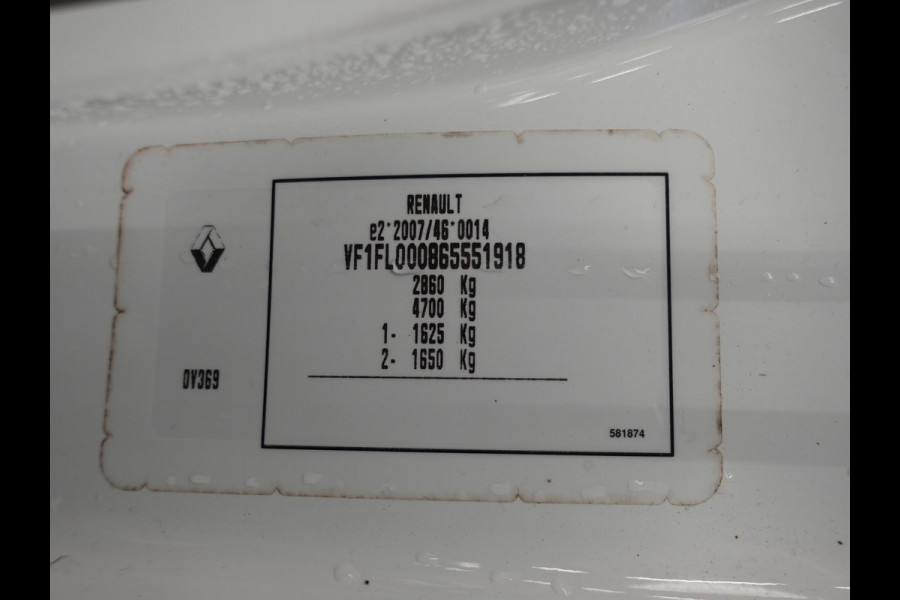 RENAULT
e2*2007/46*0014
VF1FL000865551918
2860 Kg
4700 Kg
1- 1625 Kg
2- 1650 Kg
0V369
581874